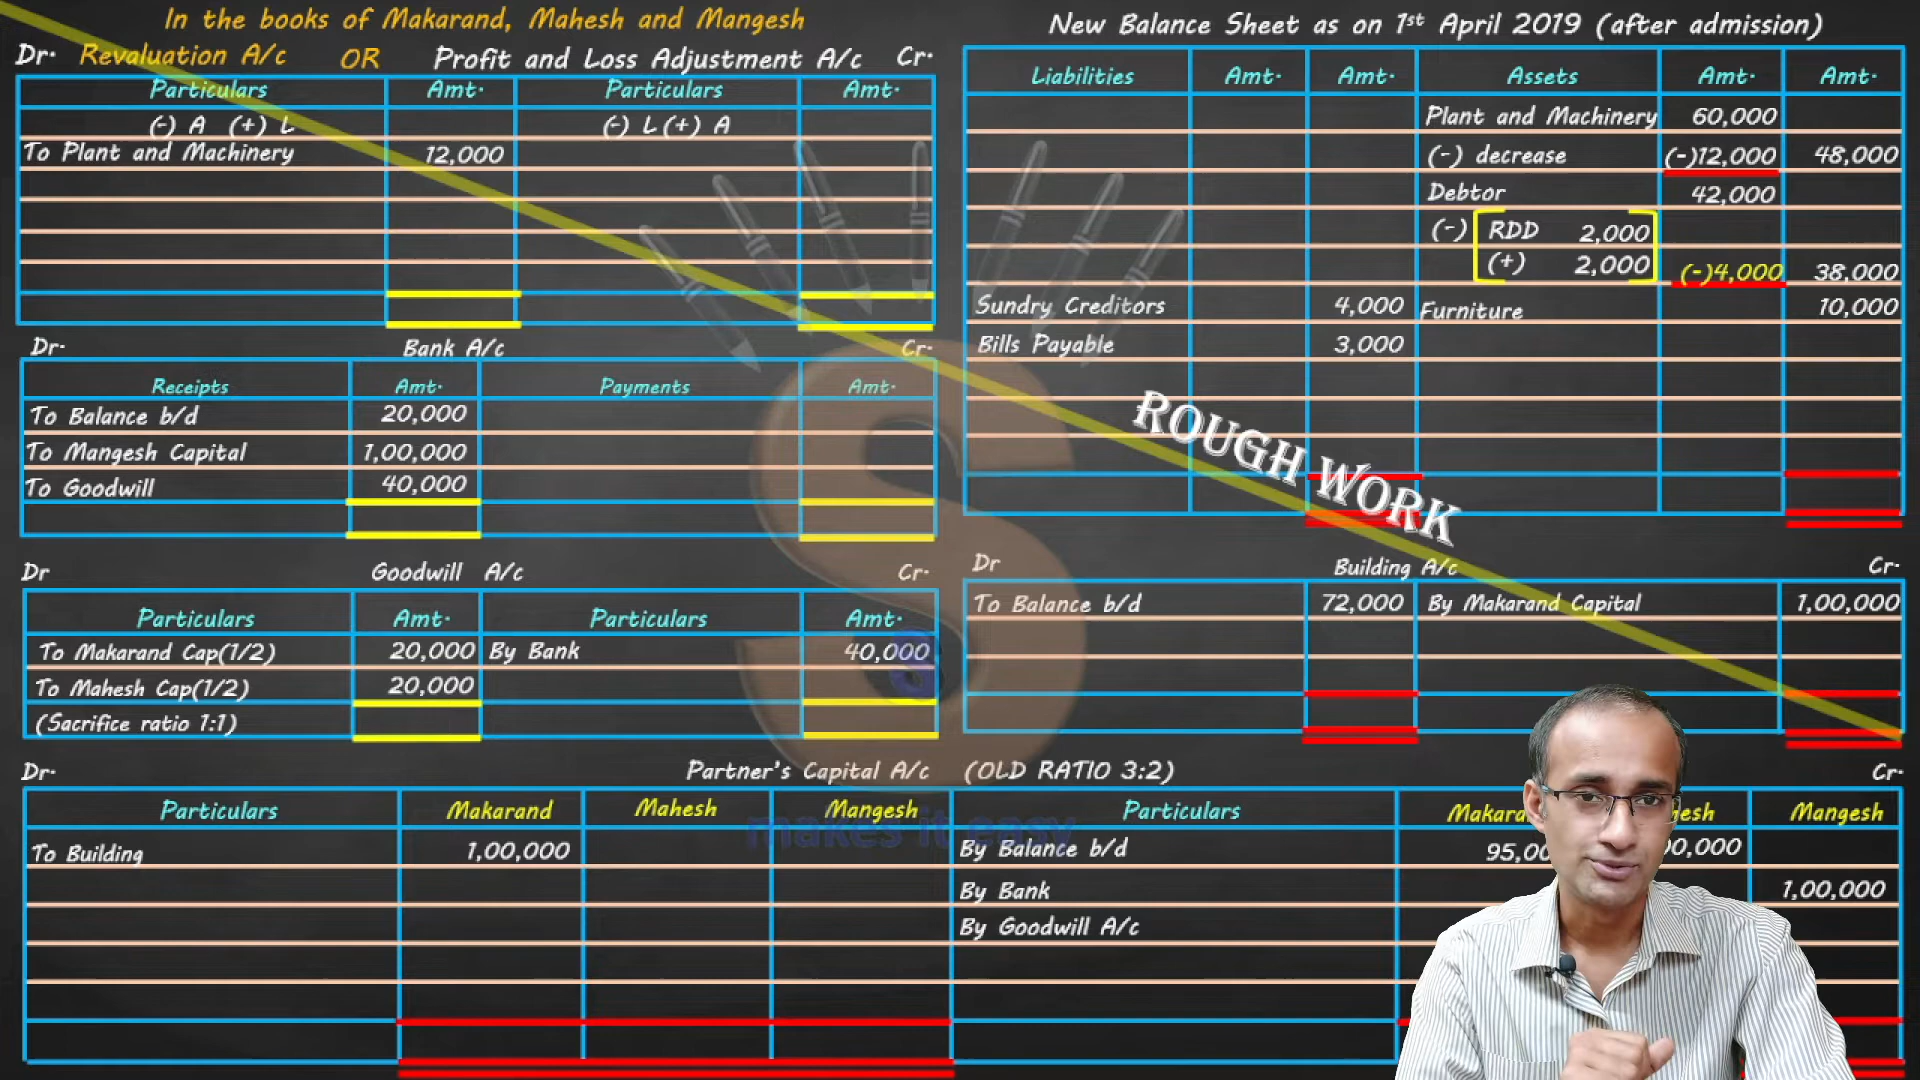 In the books of Makarand, Mahesh and Mangesh
Dr. Revaluation A/c OR Profit and Loss Adjustment A/c Cr.
Particulars Amt. Particulars Amt.
(-) A (+) L (-) L (+) A
To Plant and Machinery 12,000
Dr. Bank A/c Cr.
Receipts Amt. Payments Amt.
To Balance b/d 20,000
To Mangesh Capital 1,00,000
To Goodwill 40,000
Dr Goodwill A/c Cr.
Particulars Amt. Particulars Amt.
To Makarand Cap(1/2) 20,000 By Bank 40,000
To Mahesh Cap(1/2) 20,000
(Sacrifice ratio 1:1)
New Balance Sheet as on 1st April 2019 (after admission)
Liabilities Amt. Amt. Assets Amt. Amt.
Plant and Machinery 60,000
(-) decrease (-)12,000 48,000
Debtor 42,000
(-) RDD 2,000
(+) 2,000 (-)4,000 38,000
Sundry Creditors 4,000 Furniture 10,000
Bills Payable 3,000
ROUGH WORK
Dr Building A/c Cr.
To Balance b/d 72,000 By Makarand Capital 1,00,000
Dr. Partner's Capital A/c (OLD RATIO 3:2) Cr.
Particulars Makarand Mahesh Mangesh Particulars Mangesh
To Building 1,00,000 By Balance b/d
By Bank 1,00,000
By Goodwill A/c
S
makes it easy